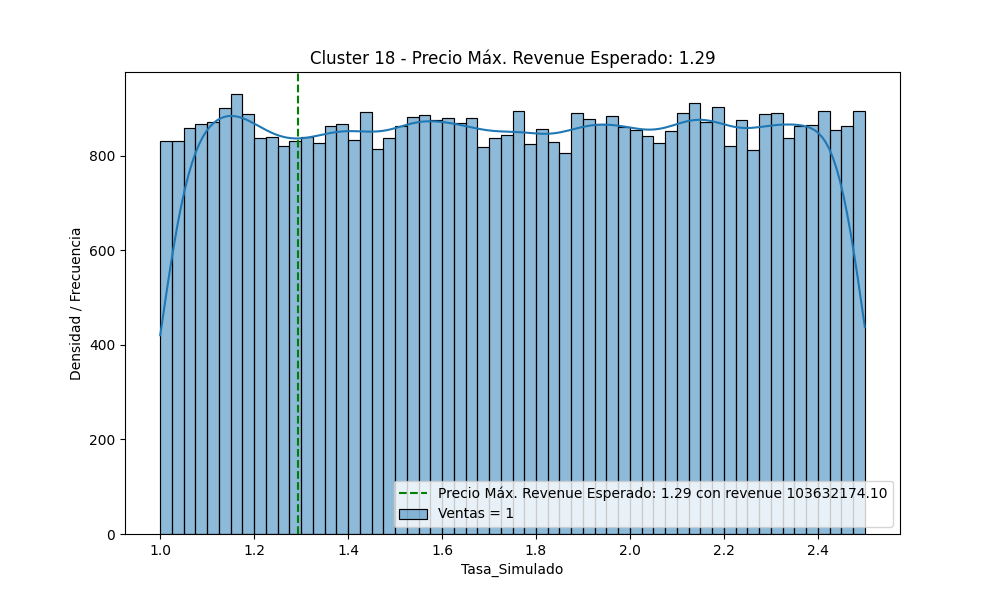 Cluster 18 - Precio Máx. Revenue Esperado: 1.29
Densidad / Frecuencia
800
600
400
200
0
Precio Máx. Revenue Esperado: 1.29 con revenue 103632174.10
Ventas = 1
1.0 1.2 1.4 1.6 1.8 2.0 2.2 2.4
Tasa_Simulado